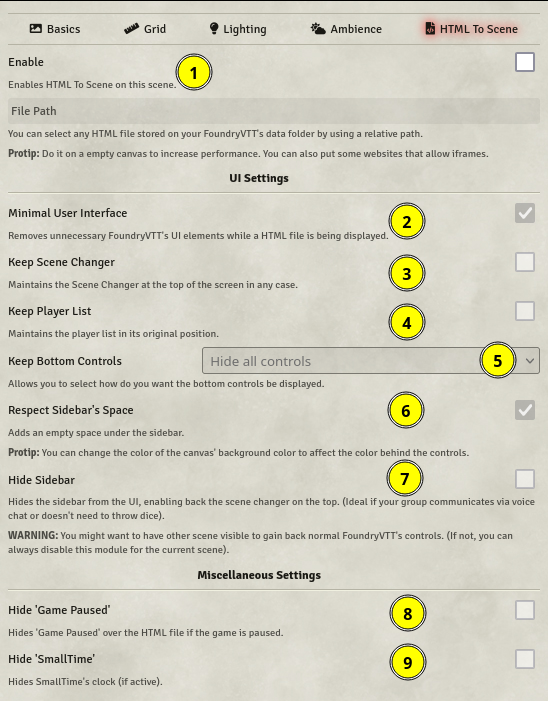 Basics Grid Lighting Ambience HTML To Scene
Enable
1
Enables HTML To Scene on this scene.
File Path
You can select any HTML file stored on your FoundryVTT's data folder by using a relative path.
Protip: Do it on a empty canvas to increase performance. You can also put some websites that allow iframes.
UI Settings
Minimal User Interface
2
Removes unnecessary FoundryVTT's UI elements while a HTML file is being displayed.
Keep Scene Changer
3
Maintains the Scene Changer at the top of the screen in any case.
Keep Player List
4
Maintains the player list in its original position.
Keep Bottom Controls Hide all controls 5
Allows you to select how do you want the bottom controls be displayed.
Respect Sidebar's Space 6
Adds an empty space under the sidebar.
Protip: You can change the color of the canvas' background color to affect the color behind the controls.
Hide Sidebar 7
Hides the sidebar from the UI, enabling back the scene changer on the top. (Ideal if your group communicates via voice
chat or doesn't need to throw dice).
WARNING: You might want to have other scene visible to gain back normal FoundryVTT's controls. (If not, you can
always disable this module for the current scene).
Miscellaneous Settings
Hide 'Game Paused' 8
Hides 'Game Paused' over the HTML file if the game is paused.
Hide 'SmallTime' 9
Hides SmallTime's clock (if active).